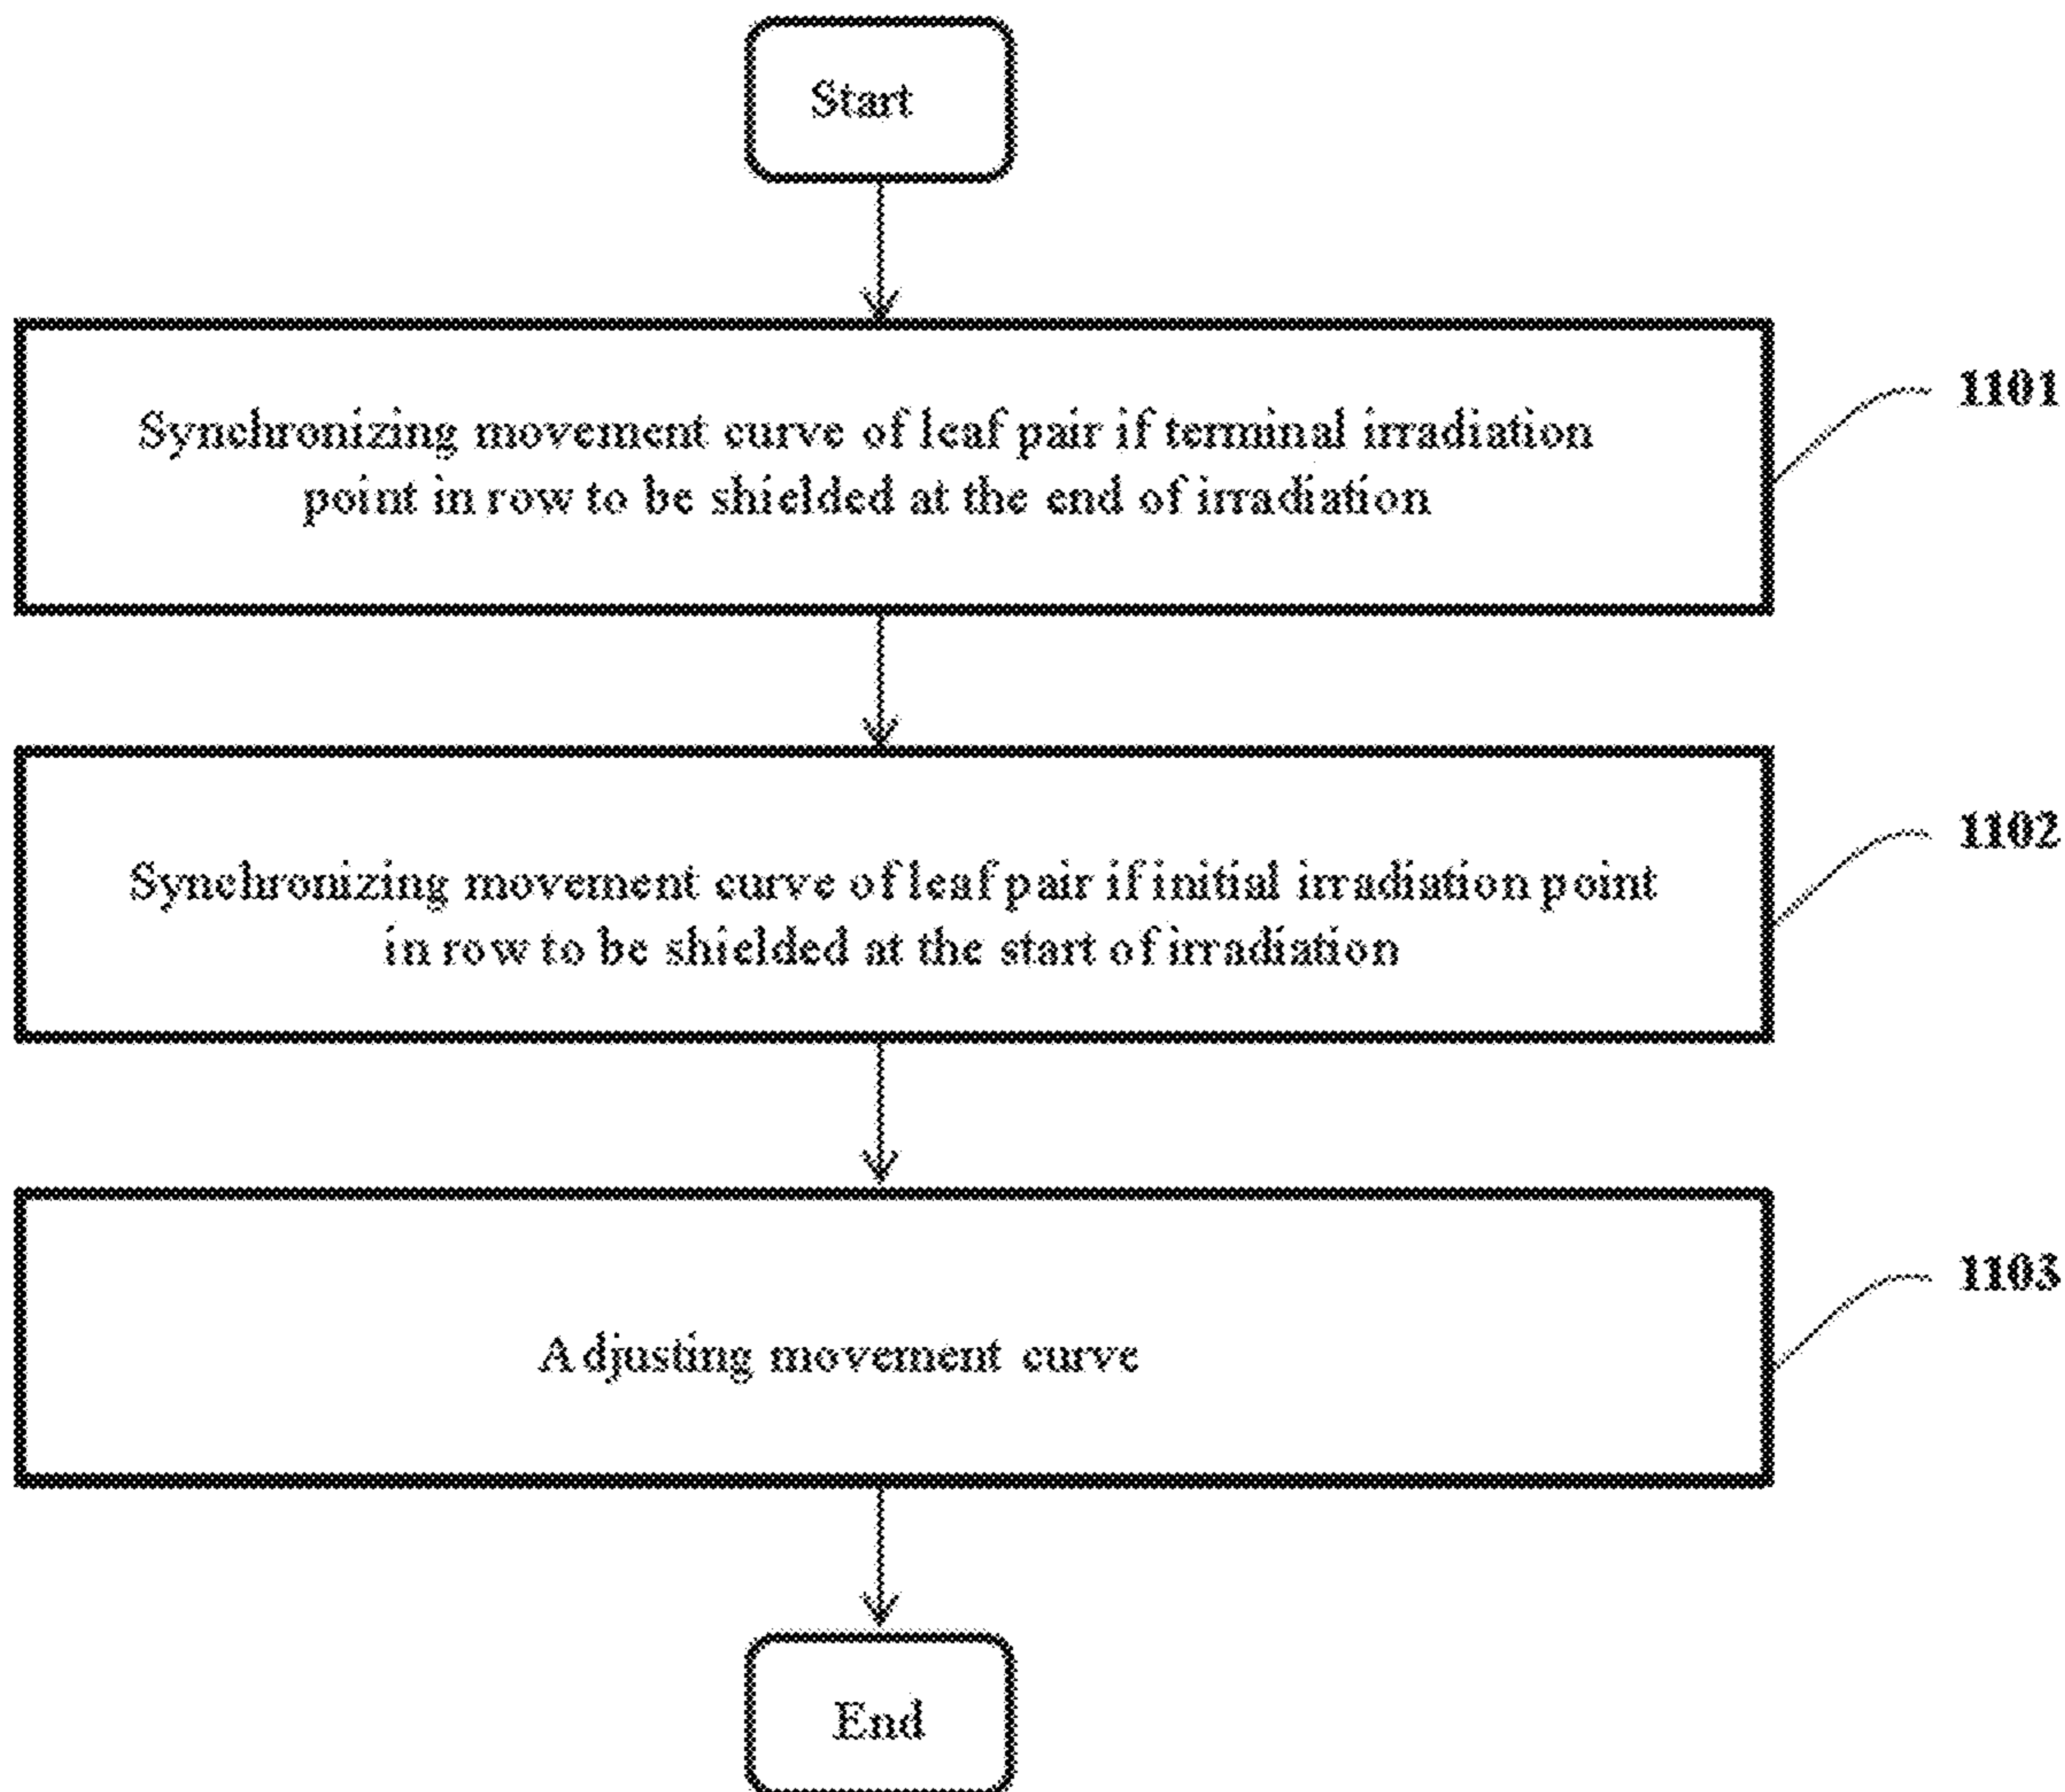 Start
Synchronizing movement curve of leaf pair if terminal irradiation
point in row to be shielded at the end of irradiation
1101
Synchronizing movement curve of leaf pair if initial irradiation point
in row to be shielded at the start of irradiation
1102
Adjusting movement curve
1103
End